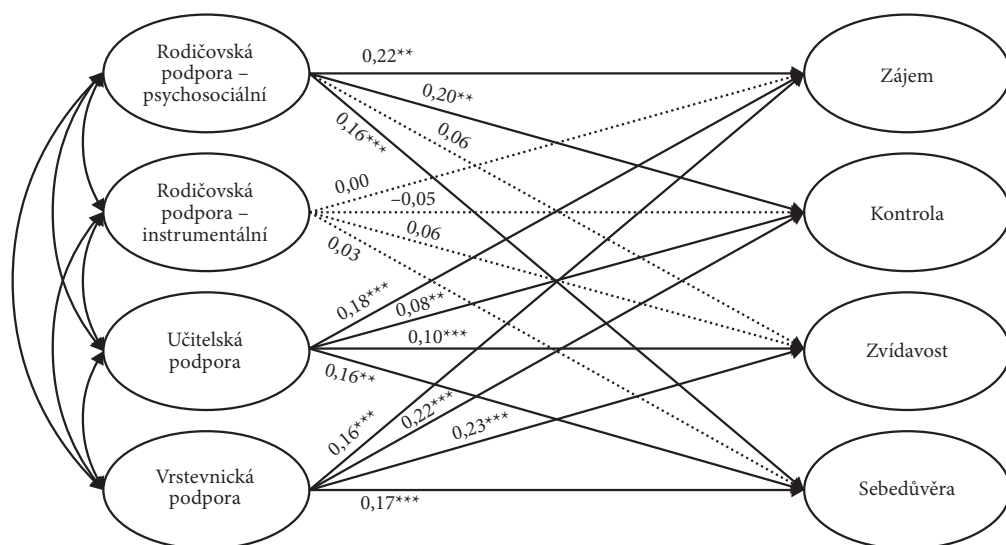 Rodičovská
podpora –
psychosociální
0,22**
Zájem
0,20**
0,16***
0,06
Rodičovská
podpora –
instrumentální
0,00
–0,05
0,06
0,03
Kontrola
Učitelská
podpora
0,18***
0,08**
0,10***
0,16**
Zvídavost
Vrstevnická
podpora
0,16***
0,22***
0,23***
0,17***
Sebedůvěra